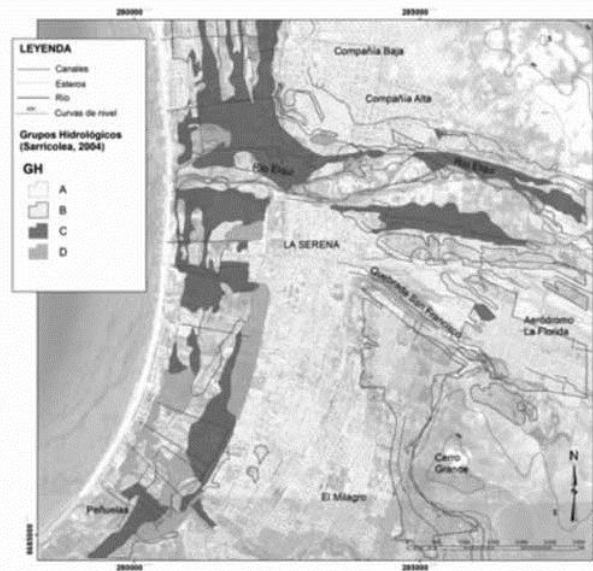 280000
285000
LEYENDA
Canales
Esteros
Río
Curvas de nivel
Grupos Hidrológicos
(Sarricolea, 2004)
GH
A
B
C
D
Compañía Baja
Compañía Alta
Río Elqui
Río Elqui
LA SERENA
Quebrada San Francisco
Aeródromo
La Florida
Cerro
Grande
El Milagro
Peñuelas
N
280000
285000